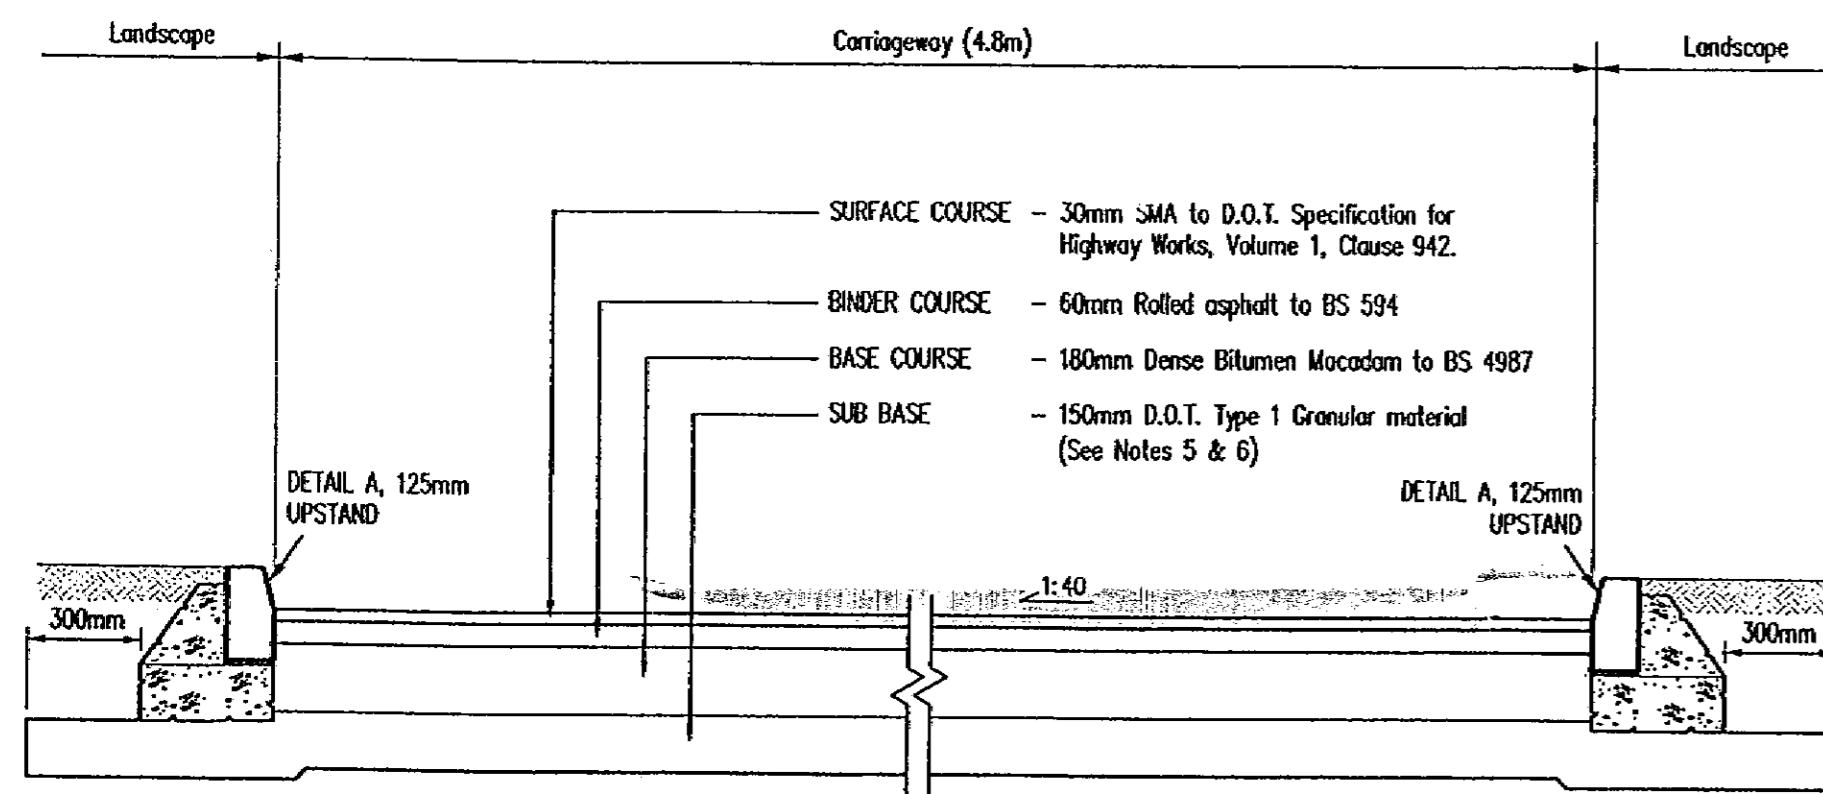 Landscape
Carriageway (4.8m)
Landscape
SURFACE COURSE – 30mm SMA to D.O.T. Specification for
Highway Works, Volume 1, Clause 942.
BINDER COURSE – 60mm Rolled asphalt to BS 594
BASE COURSE – 180mm Dense Bitumen Macadam to BS 4987
SUB BASE – 150mm D.O.T. Type 1 Granular material
(See Notes 5 & 6)
DETAIL A, 125mm
UPSTAND
DETAIL A, 125mm
UPSTAND
1:40
300mm
300mm